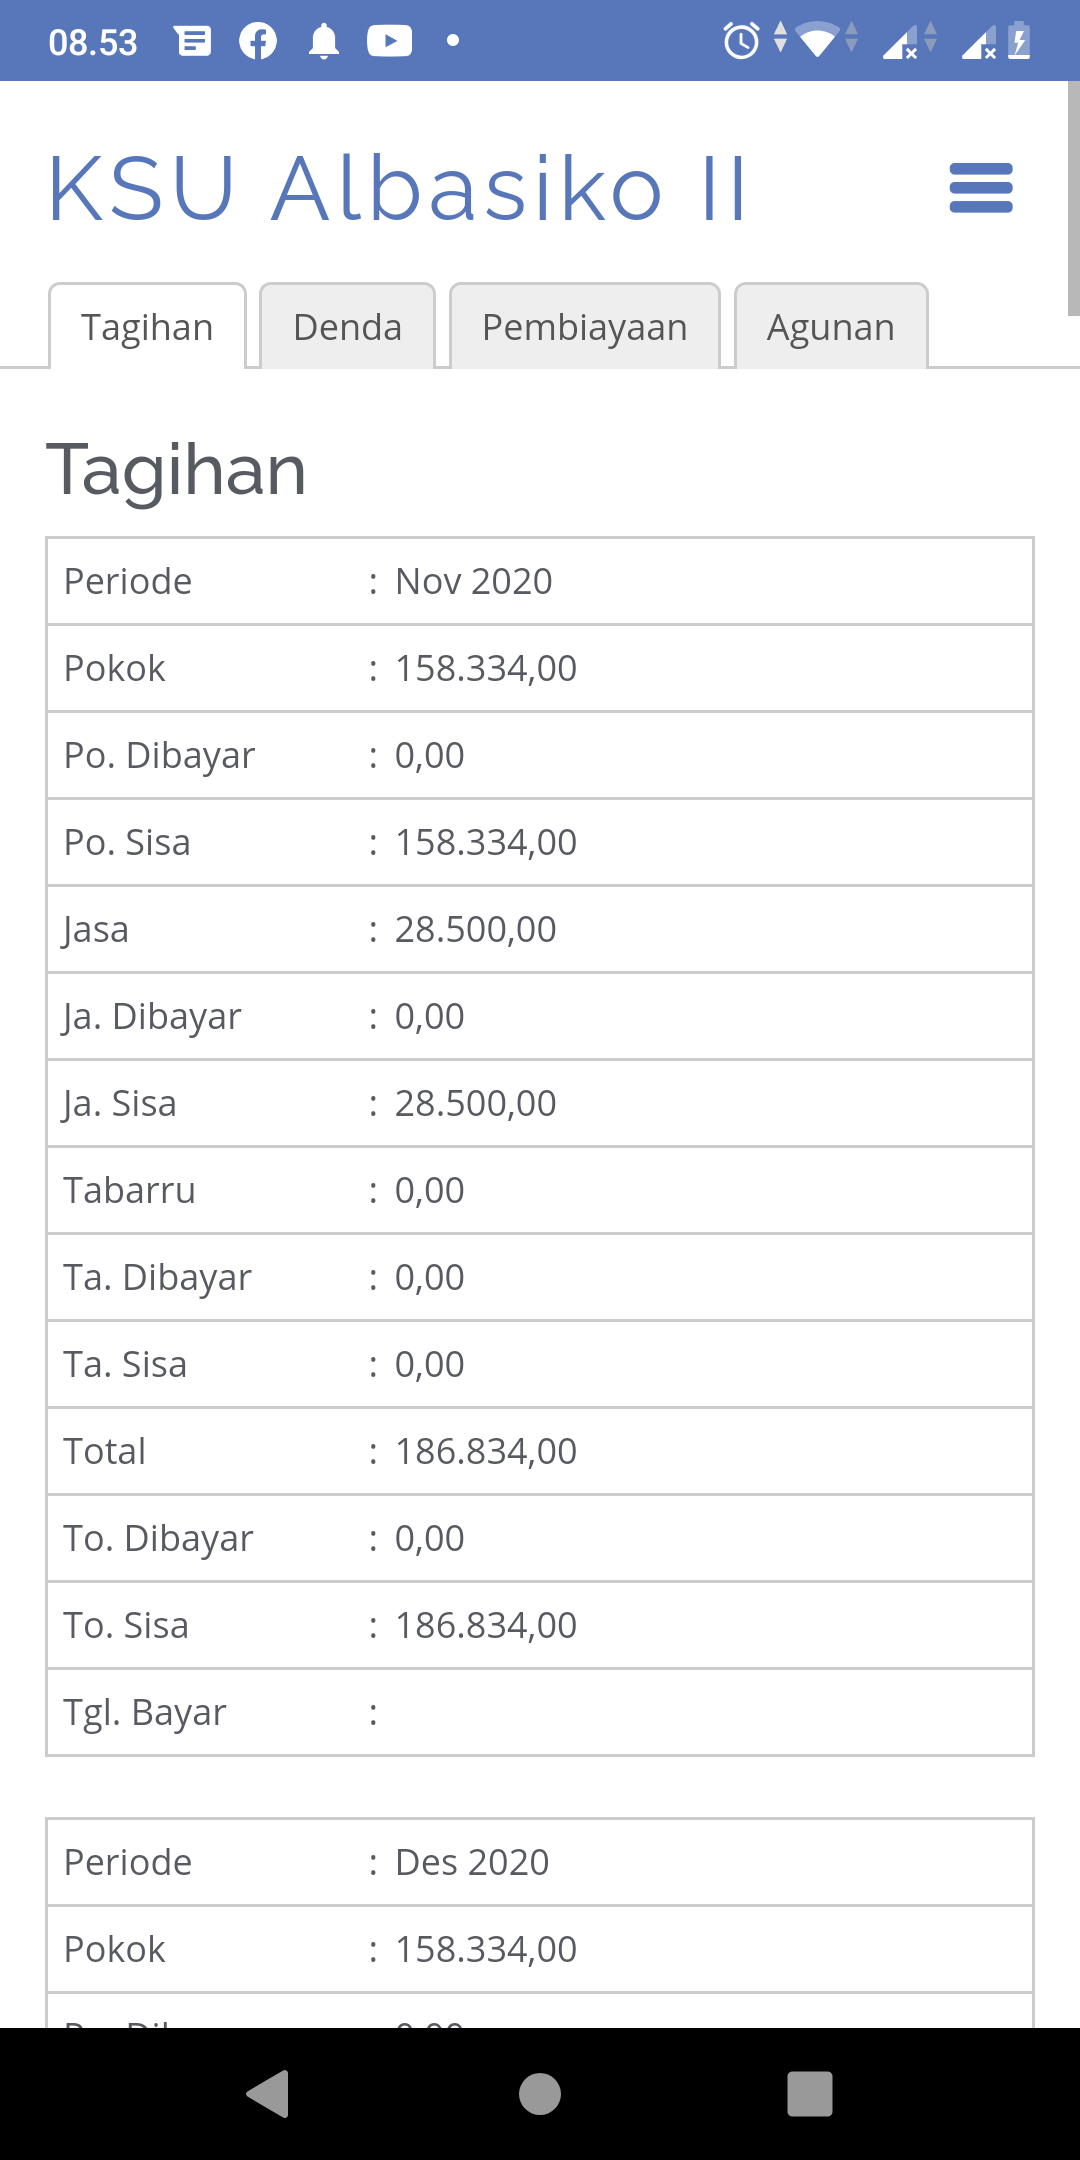 08.53
KSU Albasiko II
Tagihan Denda Pembiayaan Agunan
Tagihan
Periode : Nov 2020
Pokok : 158.334,00
Po. Dibayar : 0,00
Po. Sisa : 158.334,00
Jasa : 28.500,00
Ja. Dibayar : 0,00
Ja. Sisa : 28.500,00
Tabarru : 0,00
Ta. Dibayar : 0,00
Ta. Sisa : 0,00
Total : 186.834,00
To. Dibayar : 0,00
To. Sisa : 186.834,00
Tgl. Bayar :
Periode : Des 2020
Pokok : 158.334,00